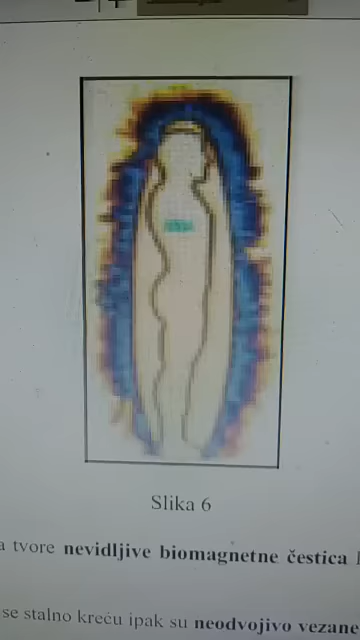 Slika 6
a tvore nevidljive biomagnetne čestica
se stalno kreću ipak su neodvojivo vezane